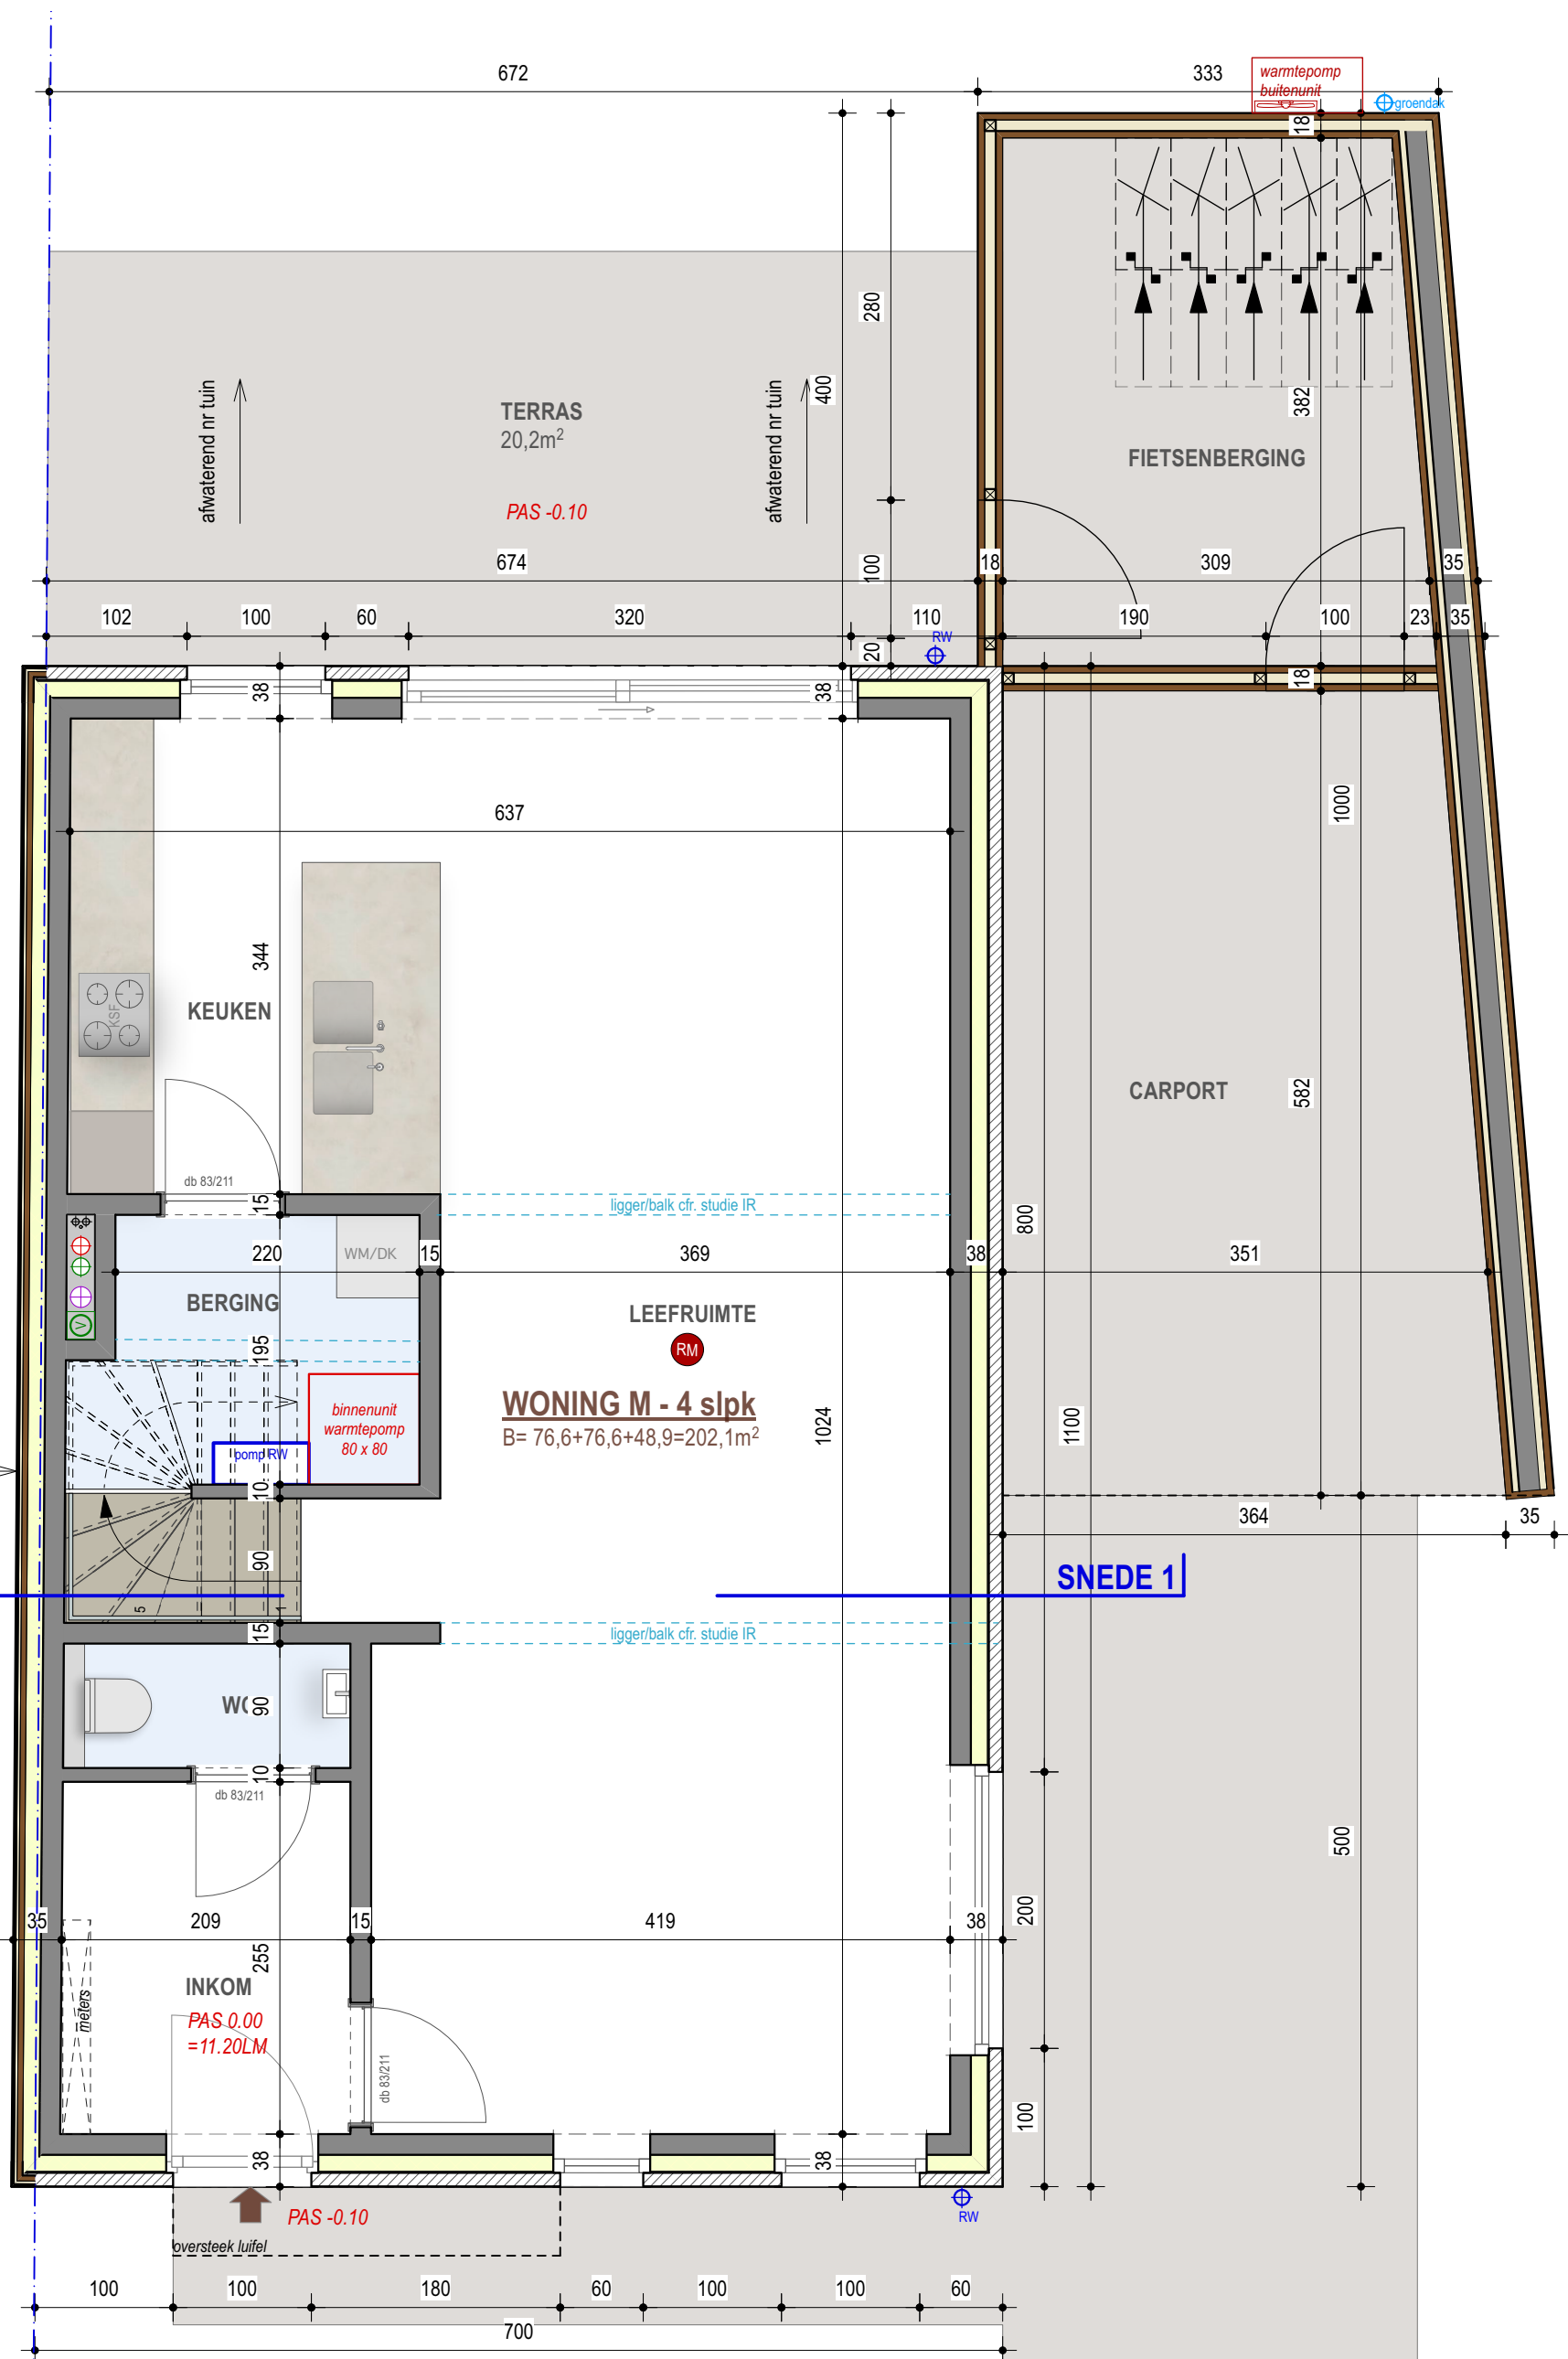 672
333
warmtepomp
buitenunit
groendak
18
280
400
382
afwaterend nr tuin
afwaterend nr tuin
TERRAS
20,2m²
PAS -0.10
FIETSENBERGING
674
18
309
35
100
102
100
60
320
110
190
100
23
35
RW
20
38
38
18
637
1000
344
KEUKEN
KSF
CARPORT
582
db 83/211
15
ligger/balk cfr. studie IR
800
220
WM/DK
15
369
38
351
BERGING
V
195
LEEFRUIMTE
RM
WONING M - 4 slpk
B= 76,6+76,6+48,9=202,1m²
binnenunit
warmtepomp
80 x 80
pomp RW
1024
1100
10
364
35
90
SNEDE 1
5
1
15
ligger/balk cfr. studie IR
90
10
db 83/211
500
35
209
15
419
38
200
255
INKOM
PAS 0.00
=11.20LM
meters
db 83/211
100
38
38
PAS -0.10
RW
oversteek luifel
100
100
180
60
100
100
60
700